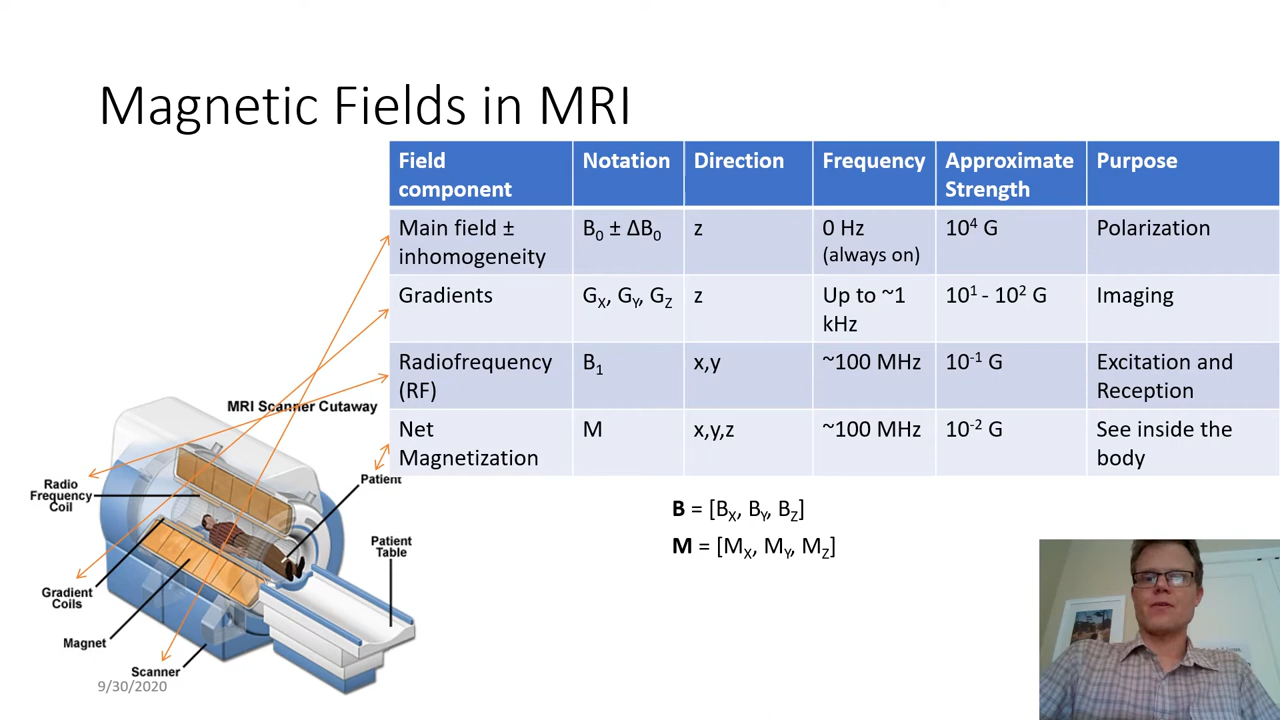 Magnetic Fields in MRI
Field component Notation Direction Frequency Approximate Strength Purpose
Main field ± inhomogeneity B₀ ± ΔB₀ z 0 Hz (always on) 10⁴ G Polarization
Gradients G_X, G_Y, G_Z z Up to ~1 kHz 10¹ - 10² G Imaging
Radiofrequency (RF) B₁ x,y ~100 MHz 10⁻¹ G Excitation and Reception
Net Magnetization M x,y,z ~100 MHz 10⁻² G See inside the body
B = [B_X, B_Y, B_Z]
M = [M_X, M_Y, M_Z]
MRI Scanner Cutaway
Radio
Frequency
Coil
Patient
Patient
Table
Gradient
Coils
Magnet
Scanner
9/30/2020